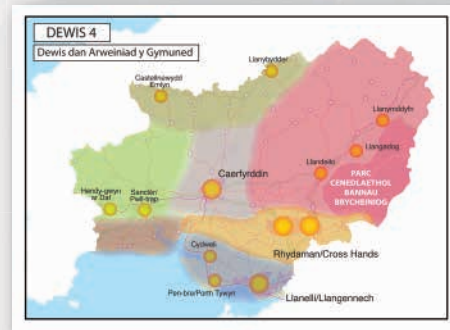 DEWIS 4
Dewis dan Arweiniad y Gymuned
Llanybydder
Castellnewydd
Emlyn
Llanymddyfri
Llangadog
Llandeilo
PARC
CENEDLAETHOL
BANNAU
BRYCHEINIOG
Caerfyrddin
Hendy-gwyn
ar Daf
Sanclêr/
Pwll-trap
Rhydaman/Cross Hands
Cydweli
Pen-bre/Porth Tywyn
Llanelli/Llangennech